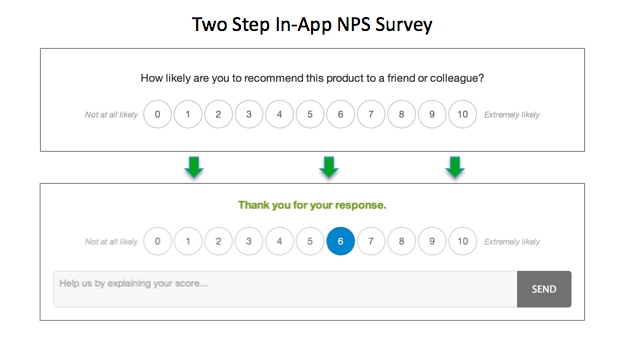 Two Step In-App NPS Survey
How likely are you to recommend this product to a friend or colleague?
Not at all likely 0 1 2 3 4 5 6 7 8 9 10 Extremely likely
Thank you for your response.
Not at all likely 0 1 2 3 4 5 6 7 8 9 10 Extremely likely
Help us by explaining your score... SEND